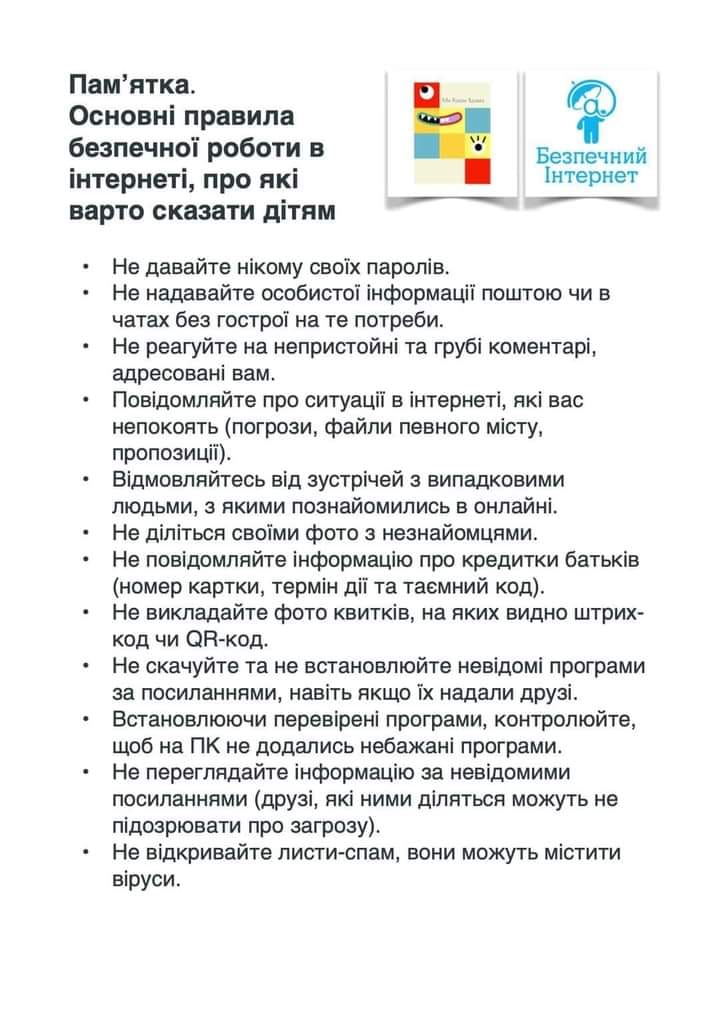 Пам’ятка.
Основні правила
безпечної роботи в
інтернеті, про які
варто сказати дітям
Безпечний
Інтернет
• Не давайте нікому своїх паролів.
• Не надавайте особистої інформації поштою чи в
чатах без гострої на те потреби.
• Не реагуйте на непристойні та грубі коментарі,
адресовані вам.
• Повідомляйте про ситуації в інтернеті, які вас
непокоять (погрози, файли певного місту,
пропозиції).
• Відмовляйтесь від зустрічей з випадковими
людьми, з якими познайомились в онлайні.
• Не діліться своїми фото з незнайомцями.
• Не повідомляйте інформацію про кредитки батьків
(номер картки, термін дії та таємний код).
• Не викладайте фото квитків, на яких видно штрих-
код чи QR-код.
• Не скачуйте та не встановлюйте невідомі програми
за посиланнями, навіть якщо їх надали друзі.
• Встановлюючи перевірені програми, контролюйте,
щоб на ПК не додались небажані програми.
• Не переглядайте інформацію за невідомими
посиланнями (друзі, які ними діляться можуть не
підозрювати про загрозу).
• Не відкривайте листи-спам, вони можуть містити
віруси.